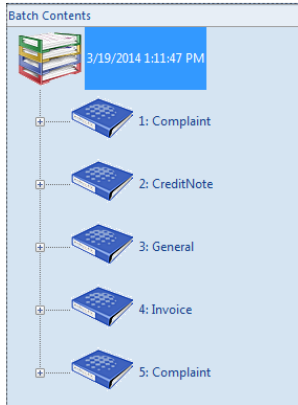 Batch Contents
3/19/2014 1:11:47 PM
1: Complaint
2: CreditNote
3: General
4: Invoice
5: Complaint